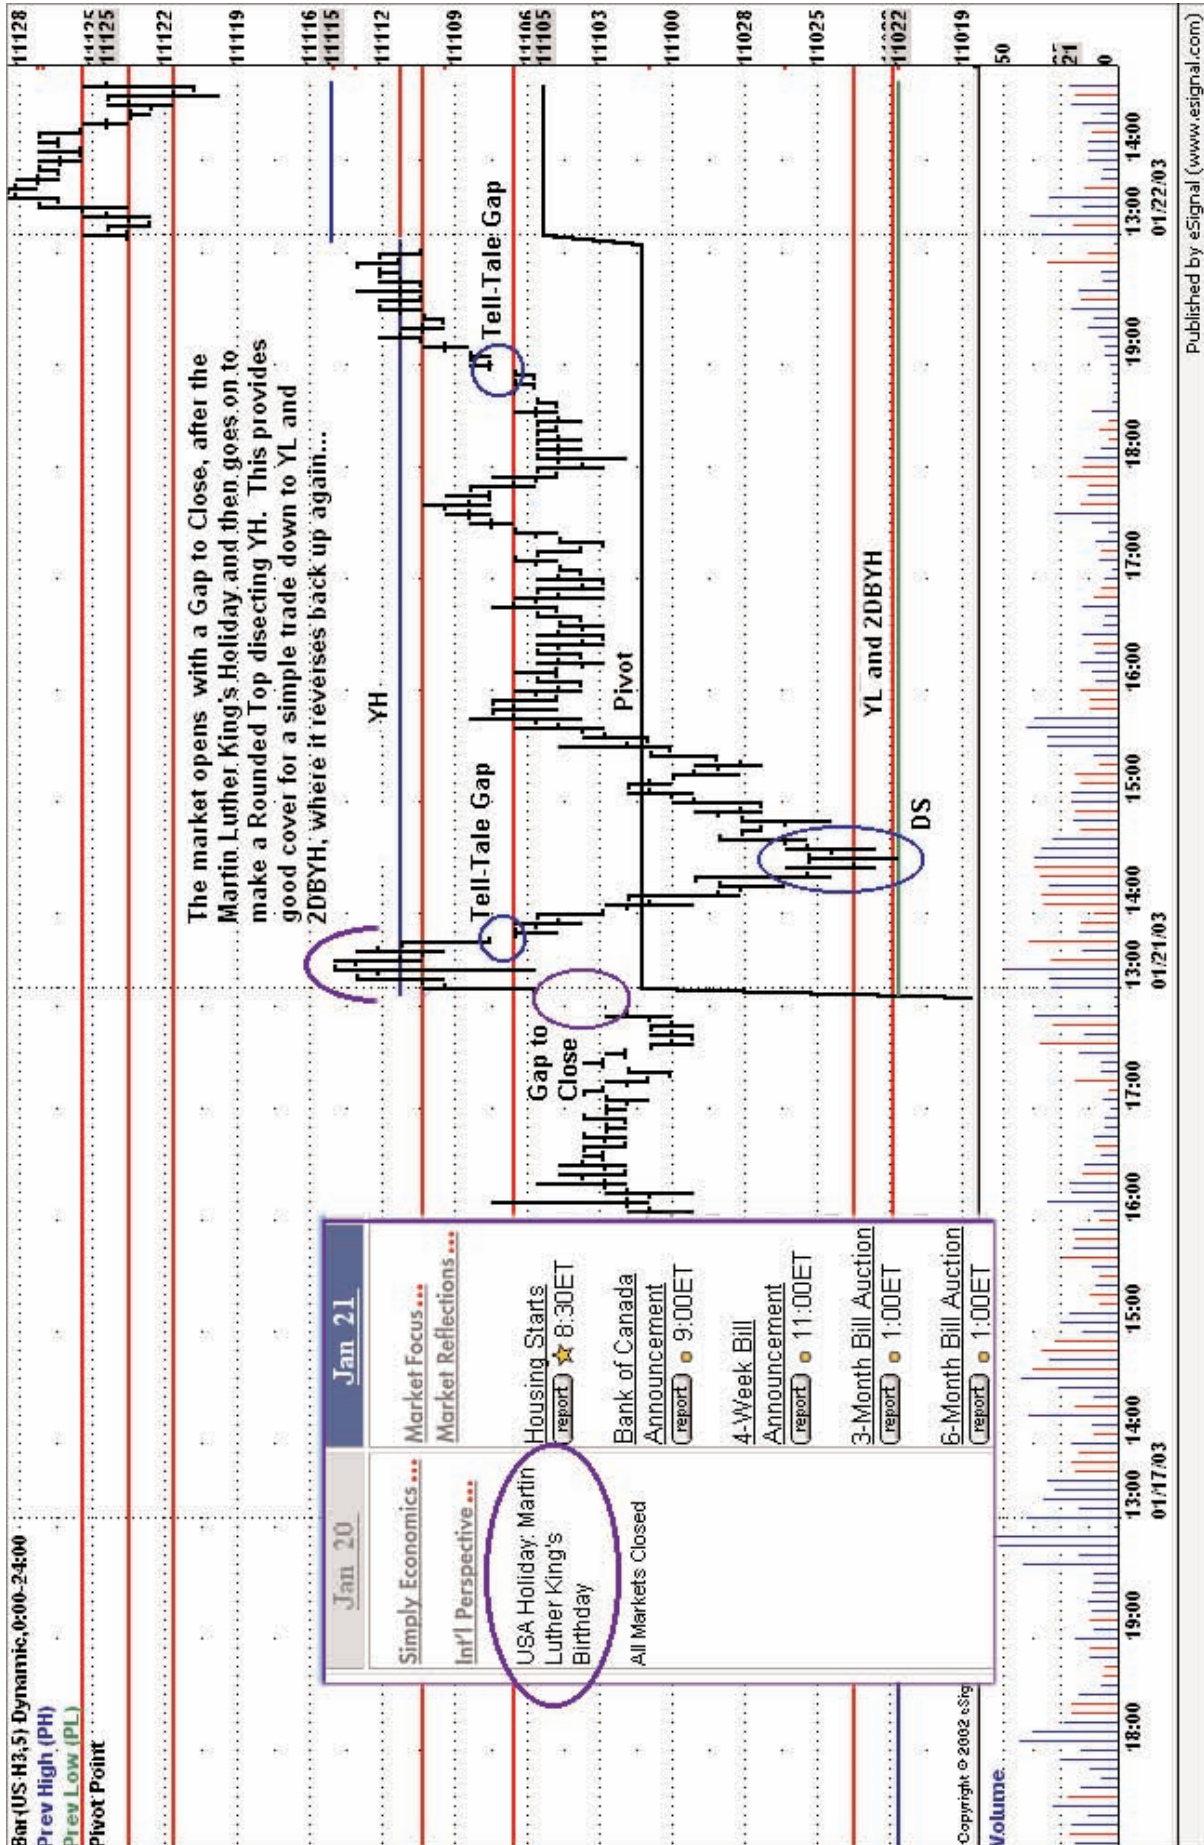 Bar(US H3,5) Dynamic,0:00-24:00
Prev High (PH)
Prev Low (PL)
Pivot Point
The market opens with a Gap to Close, after the
Martin Luther King's Holiday and then goes on to
make a Rounded Top disecting YH. This provides
good cover for a simple trade down to YL and
2DBYH, where it reverses back up again...
YH
Tell-Tale Gap
Tell-Tale Gap
Gap to
Close
Pivot
YL and 2DBYH
DS
Jan 20
Simply Economics...
Int'l Perspective...
USA Holiday: Martin
Luther King's
Birthday
All Markets Closed
Jan 21
Market Focus...
Market Reflections...
Housing Starts
report 8:30ET
Bank of Canada
Announcement
report 9:00ET
4-Week Bill
Announcement
report 11:00ET
3-Month Bill Auction
report 1:00ET
6-Month Bill Auction
report 1:00ET
11128
11125
11125
11122
11119
11116
11115
11112
11109
11106
11105
11103
11100
11028
11025
11022
11019
50
21
0
Copyright © 2002 eSig
Volume
18:00
19:00
13:00
14:00
15:00
16:00
17:00
13:00
14:00
15:00
16:00
17:00
18:00
19:00
13:00
14:00
01/17/03
01/21/03
01/22/03
Published by eSignal (www.esignal.com)